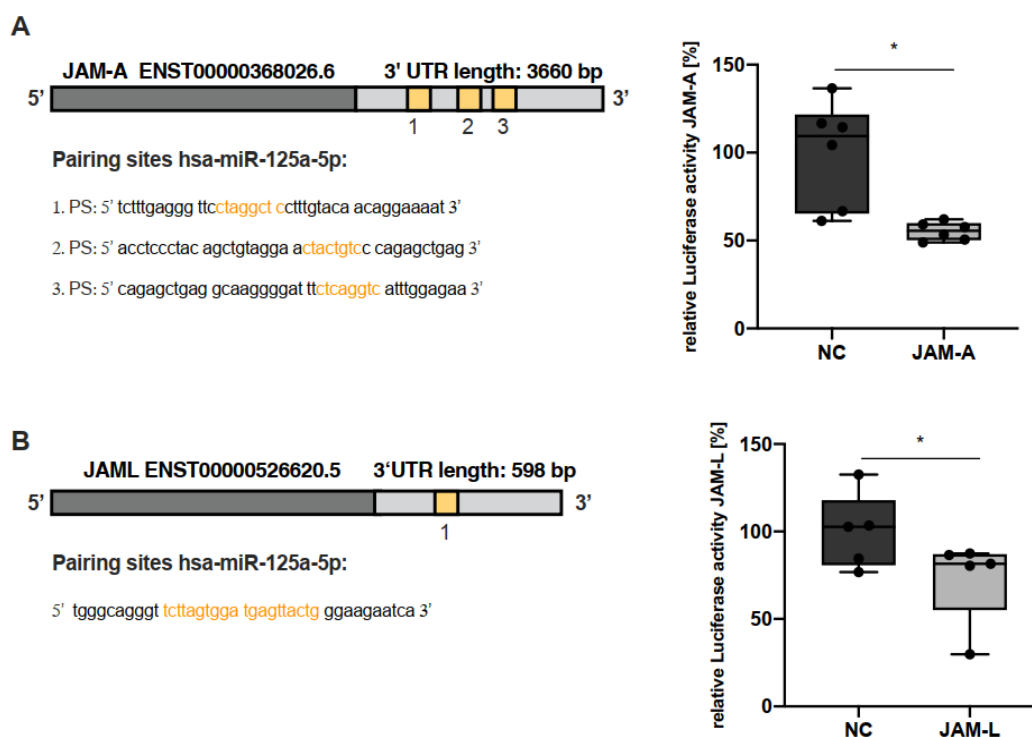 A
JAM-A ENST00000368026.6 3' UTR length: 3660 bp
5' 3'
1 2 3
Pairing sites hsa-miR-125a-5p:
1. PS: 5' tctttgaggg ttcctaggct cctttgtaca acaggaaaat 3'
2. PS: 5' acctccctac agctgtagga actactgtcc cagagctgag 3'
3. PS: 5' cagagctgag gcaaggggat ttctcaggtc atttggagaa 3'
relative Luciferase activity JAM-A [%]
*
150
100
50
0
NC JAM-A
B
JAML ENST00000526620.5 3‘UTR length: 598 bp
5' 3'
1
Pairing sites hsa-miR-125a-5p:
5' tgggcagggt tcttagtgga tgagttactg ggaagaatca 3'
relative Luciferase activity JAM-L [%]
*
150
100
50
0
NC JAM-L